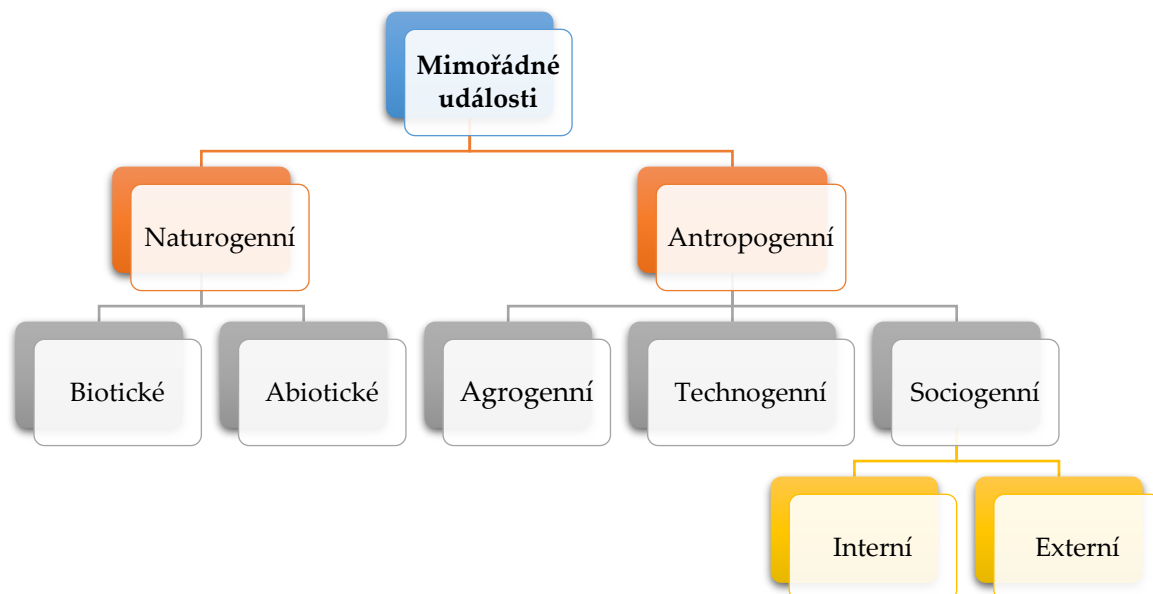 Mimořádné
události
Naturogenní
Antropogenní
Biotické
Abiotické
Agrogenní
Technogenní
Sociogenní
Interní
Externí